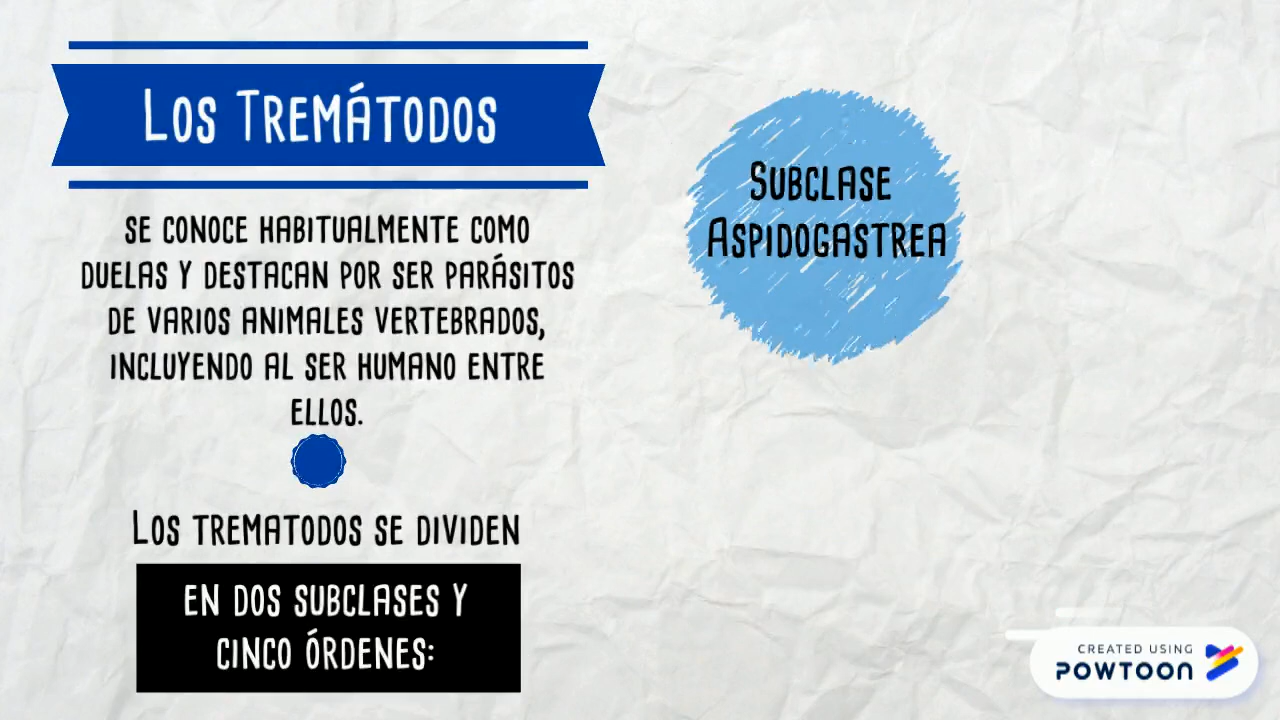 Los Tremátodos
se conoce habitualmente como
duelas y destacan por ser parásitos
de varios animales vertebrados,
incluyendo al ser humano entre
ellos.
Los trematodos se dividen
en dos subclases y
cinco órdenes:
Subclase
Aspidogastrea
CREATED USING
POWTOON